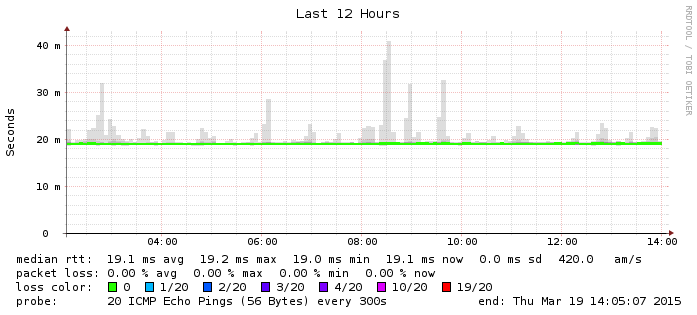 Last 12 Hours
RRDTOOL / TOBI OETIKER
Seconds
40 m
30 m
20 m
10 m
0
04:00 06:00 08:00 10:00 12:00 14:00
median rtt: 19.1 ms avg 19.2 ms max 19.0 ms min 19.1 ms now 0.0 ms sd 420.0 am/s
packet loss: 0.00 % avg 0.00 % max 0.00 % min 0.00 % now
loss color: 0 1/20 2/20 3/20 4/20 10/20 19/20
probe: 20 ICMP Echo Pings (56 Bytes) every 300s end: Thu Mar 19 14:05:07 2015